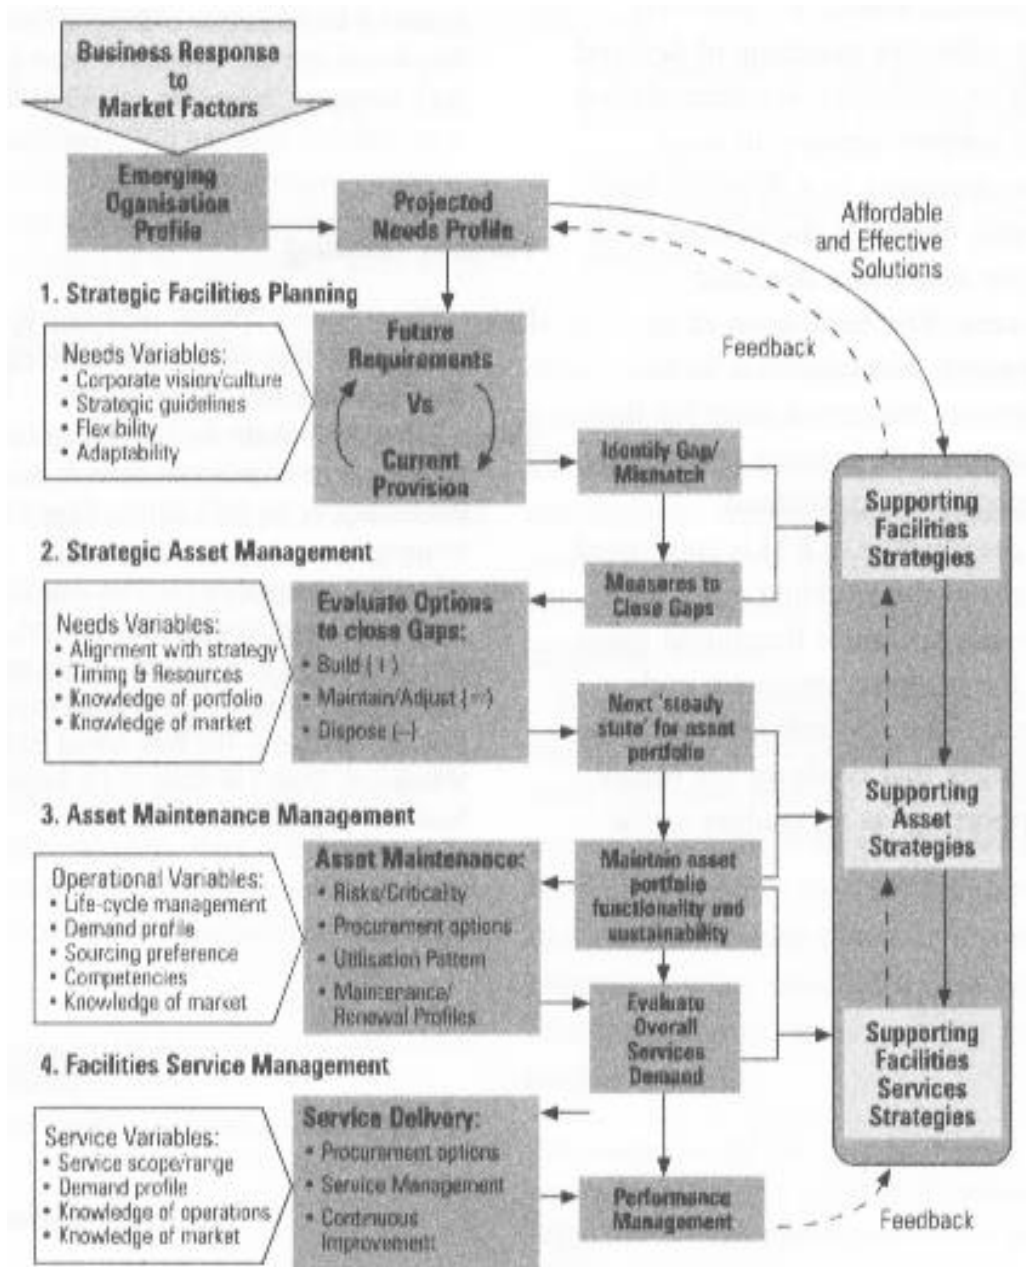 Business Response
to
Market Factors
Emerging
Oganisation
Profile
Projected
Needs Profile
Affordable
and Effective
Solutions
Feedback
1. Strategic Facilities Planning
Needs Variables:
• Corporate vision/culture
• Strategic guidelines
• Flexibility
• Adaptability
Future
Requirements
Vs
Current
Provision
Identify Gap/
Mismatch
Supporting
Facilities
Strategies
2. Strategic Asset Management
Measures to
Close Gaps
Needs Variables:
• Alignment with strategy
• Timing & Resources
• Knowledge of portfolio
• Knowledge of market
Evaluate Options
to close Gaps:
• Build (+)
• Maintain/Adjust (=)
• Dispose (–)
Next 'steady
state' for asset
portfolio
Supporting
Asset
Strategies
3. Asset Maintenance Management
Operational Variables:
• Life-cycle management
• Demand profile
• Sourcing preference
• Competencies
• Knowledge of market
Asset Maintenance:
• Risks/Criticality
• Procurement options
• Utilisation Pattern
• Maintenance/
Renewal Profiles
Maintain asset
portfolio
functionality and
sustainability
Evaluate
Overall
Services
Demand
Supporting
Facilities
Services
Strategies
4. Facilities Service Management
Service Variables:
• Service scope/range
• Demand profile
• Knowledge of operations
• Knowledge of market
Service Delivery:
• Procurement options
• Service Management
• Continuous
Improvement
Performance
Management
Feedback